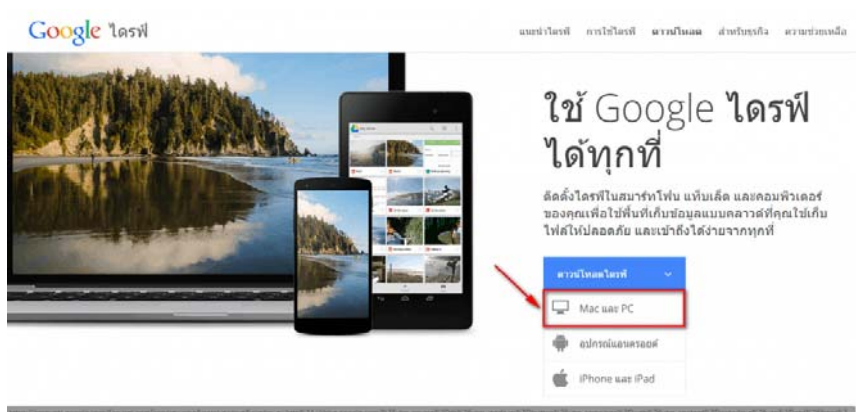 Google ไดรฟ์
แนะนำไดรฟ์ การใช้ไดรฟ์ ดาวน์โหลด สำหรับธุรกิจ ความช่วยเหลือ
ใช้ Google ไดรฟ์
ได้ทุกที่
ติดตั้งไดรฟ์ในสมาร์ทโฟน แท็บเล็ต และคอมพิวเตอร์
ของคุณเพื่อใช้พื้นที่เก็บข้อมูลแบบคลาวด์ที่คุณใช้เก็บ
ไฟล์ให้ปลอดภัย และเข้าถึงได้ง่ายจากทุกที่
ดาวน์โหลดไดรฟ์
Mac และ PC
อุปกรณ์แอนดรอยด์
iPhone และ iPad